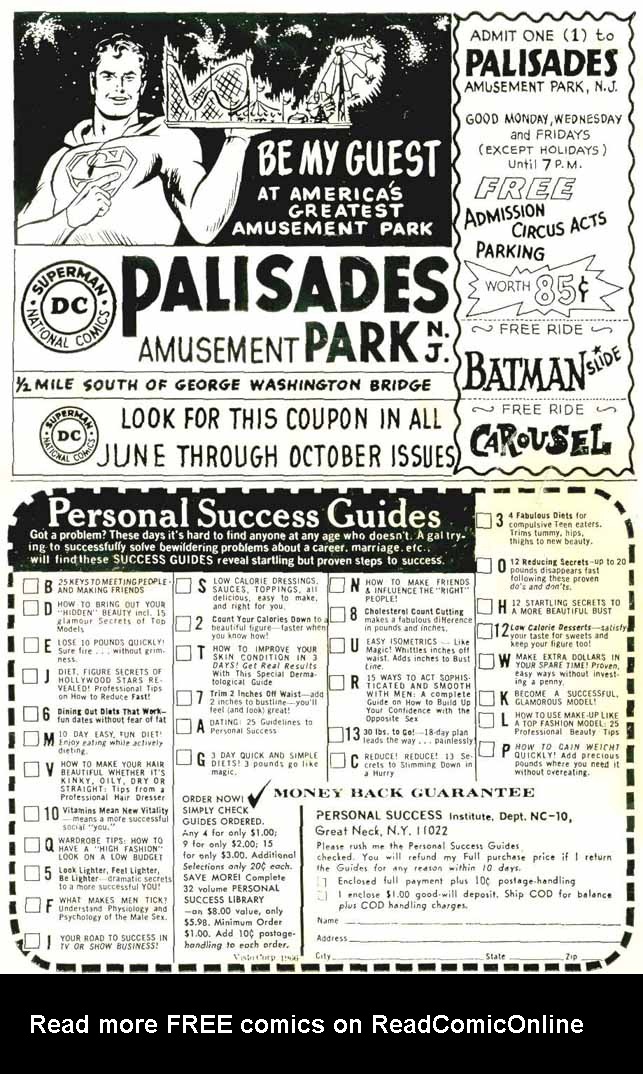 BE MY GUEST
AT AMERICA'S
GREATEST
AMUSEMENT PARK
SUPERMAN
DC
NATIONAL COMICS
PALISADES
AMUSEMENT PARK N.J.
1/2 MILE SOUTH OF GEORGE WASHINGTON BRIDGE
SUPERMAN
DC
NATIONAL COMICS
LOOK FOR THIS COUPON IN ALL
JUNE THROUGH OCTOBER ISSUES
ADMIT ONE (1) to
PALISADES
AMUSEMENT PARK, N.J.
GOOD MONDAY, WEDNESDAY
and FRIDAYS
(EXCEPT HOLIDAYS)
Until 7 P.M.
FREE
ADMISSION
CIRCUS ACTS
PARKING
WORTH 85¢
FREE RIDE
BATMAN SLIDE
FREE RIDE
CAROUSEL
Personal Success Guides
Got a problem? These days it's hard to find anyone at any age who doesn't. A gal try-
ing to successfully solve bewildering problems about a career, marriage, etc.,
will find these SUCCESS GUIDES reveal startling but proven steps to success.
B 25 KEYS TO MEETING PEOPLE-
AND MAKING FRIENDS
D HOW TO BRING OUT YOUR
"HIDDEN" BEAUTY incl. 15
glamour Secrets of Top
Models
E LOSE 10 POUNDS QUICKLY!
Sure fire . . . without grim-
ness.
J DIET, FIGURE SECRETS OF
HOLLYWOOD STARS RE-
VEALED! Professional Tips
on How to Reduce Fast!
6 Dining Out Diets That Work—
fun dates without fear of fat
M 10 DAY, EASY, FUN DIET!
Enjoy eating while actively
dieting.
V HOW TO MAKE YOUR HAIR
BEAUTIFUL WHETHER IT'S
KINKY, OILY, DRY OR
STRAIGHT: Tips from a
Professional Hair Dresser
10 Vitamins Mean New Vitality
—means a more successful
social "you."
Q WARDROBE TIPS: HOW TO
HAVE A "HIGH FASHION"
LOOK ON A LOW BUDGET
5 Look Lighter, Feel Lighter,
Be Lighter—dramatic secrets
to a more successful YOU!
F WHAT MAKES MEN TICK?
Understand Physiology and
Psychology of the Male Sex.
I YOUR ROAD TO SUCCESS IN
TV OR SHOW BUSINESS!
S LOW CALORIE DRESSINGS,
SAUCES, TOPPINGS, all
delicious, easy to make,
and right for you.
2 Count Your Calories Down to a
beautiful figure—faster when
you know how!
T HOW TO IMPROVE YOUR
SKIN CONDITION IN 3
DAYS! Get Real Results
With This Special Derma-
tological Guide
7 Trim 2 Inches Off Waist—add
2 inches to bustline—you'll
feel (and look) great!
A DATING: 25 Guidelines to
Personal Success
G 3 DAY QUICK AND SIMPLE
DIETS! 3 pounds go like
magic.
N HOW TO MAKE FRIENDS
& INFLUENCE THE "RIGHT"
PEOPLE!
8 Cholesterol Count Cutting
makes a fabulous difference
in pounds and inches.
U EASY ISOMETRICS — Like
Magic! Whittles inches off
waist. Adds inches to Bust
Line.
R 15 WAYS TO ACT SOPHIS-
TICATED AND SMOOTH
WITH MEN: A complete
Guide on How to Build Up
Your Confidence with the
Opposite Sex
13 30 lbs. to Go!—18-day plan
leads the way . . . painlessly!
C REDUCE! REDUCE! 13 Se-
crets to Slimming Down in
a Hurry
3 4 Fabulous Diets for
compulsive Teen eaters.
Trims tummy, hips,
thighs to new beauty.
O 12 Reducing Secrets—up to 20
pounds disappears fast
following these proven
do's and don'ts.
H 12 STARTLING SECRETS TO
A MORE BEAUTIFUL BUST
12 Low Calorie Desserts—satisfy
your taste for sweets and
keep your figure too!
W MAKE EXTRA DOLLARS IN
YOUR SPARE TIME! Proven,
easy ways without invest-
ing a penny.
K BECOME A SUCCESSFUL,
GLAMOROUS MODEL!
L HOW TO USE MAKE-UP LIKE
A TOP FASHION MODEL: 25
Professional Beauty Tips
P HOW TO GAIN WEIGHT
QUICKLY! Add precious
pounds where you need it
without overeating.
ORDER NOW!
SIMPLY CHECK
GUIDES ORDERED.
Any 4 for only $1.00;
9 for only $2.00; 15
for only $3.00. Additional
Selections only 20¢ each.
SAVE MORE! Complete
32 volume PERSONAL
SUCCESS LIBRARY
—an $8.00 value, only
$5.98. Minimum Order
$1.00. Add 10¢ postage-
handling to each order.
VistoCorp 1966
MONEY BACK GUARANTEE
PERSONAL SUCCESS Institute, Dept. NC-10,
Great Neck, N.Y. 11022
Please rush me the Personal Success Guides
checked. You will refund my Full purchase price if I return
the Guides for any reason within 10 days.
Enclosed full payment plus 10¢ postage-handling
I enclose $1.00 good-will deposit. Ship COD for balance
plus COD handling charges.
Name
Address
City State Zip
Read more FREE comics on ReadComicOnline